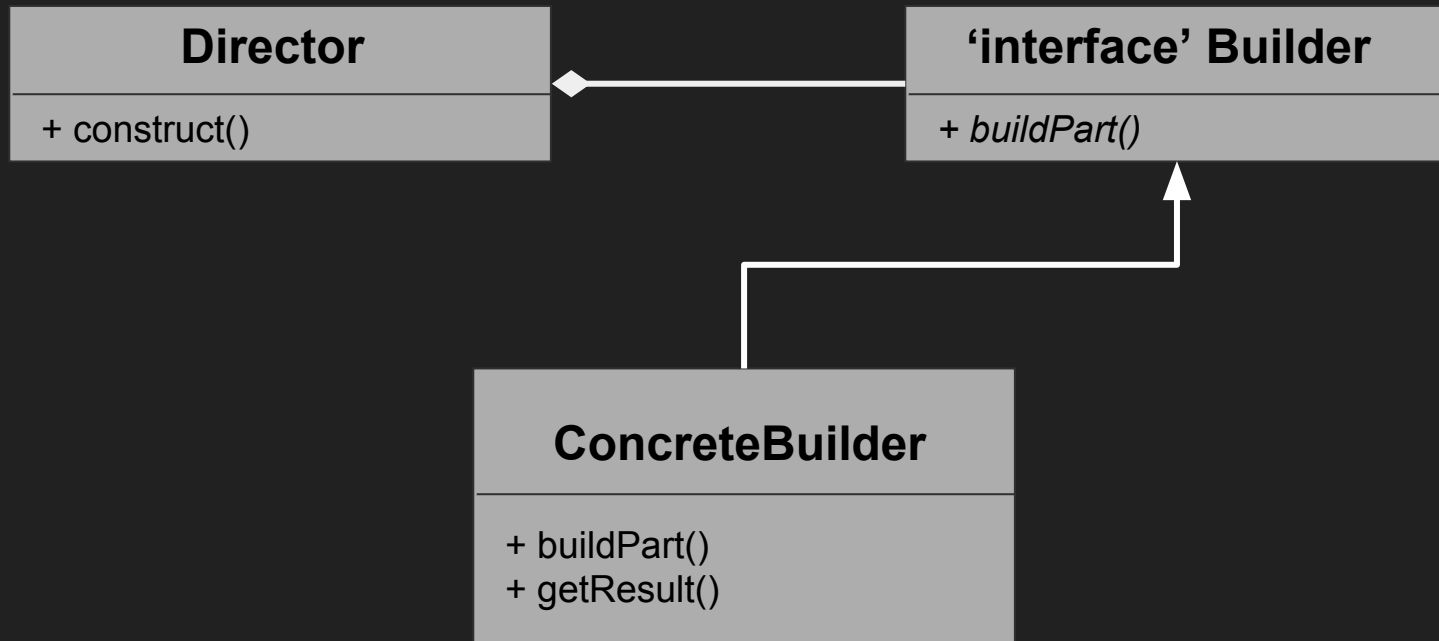 Director
+ construct()
‘interface’ Builder
+ buildPart()
ConcreteBuilder
+ buildPart()
+ getResult()